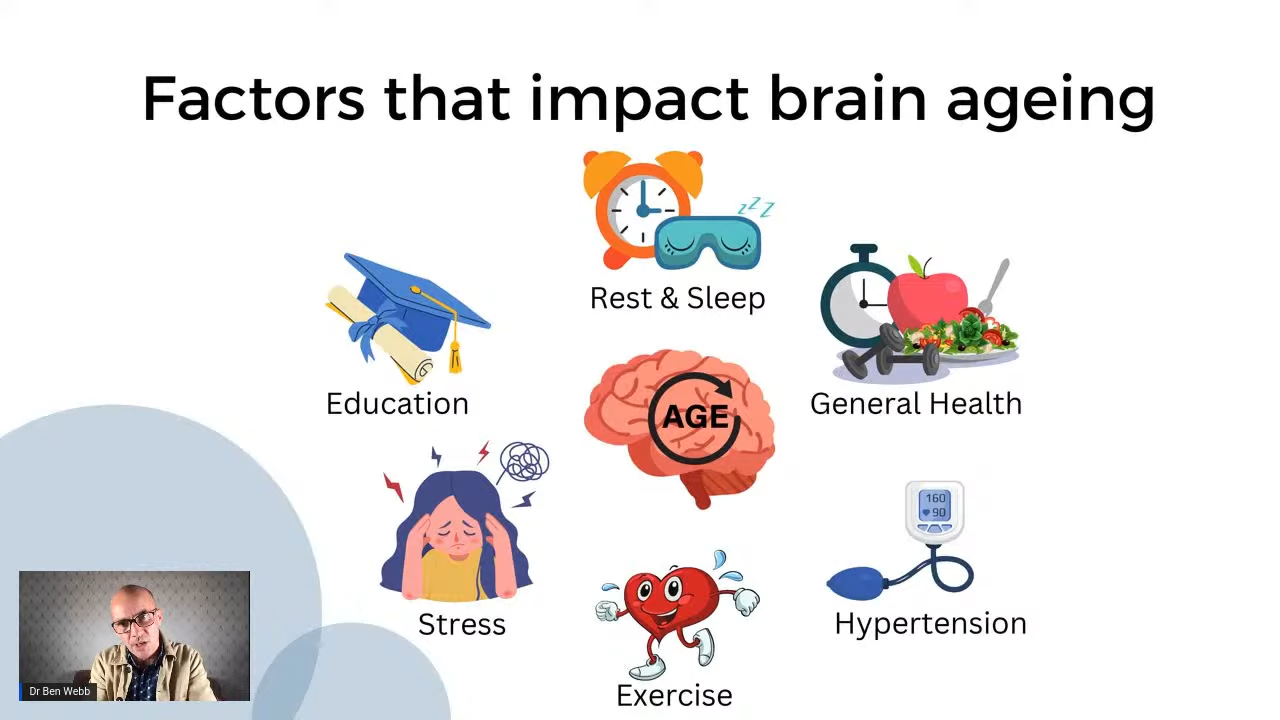 Factors that impact brain ageing
zzz
Rest & Sleep
Education
General Health
AGE
160
90
Stress
Hypertension
Exercise
Dr Ben Webb